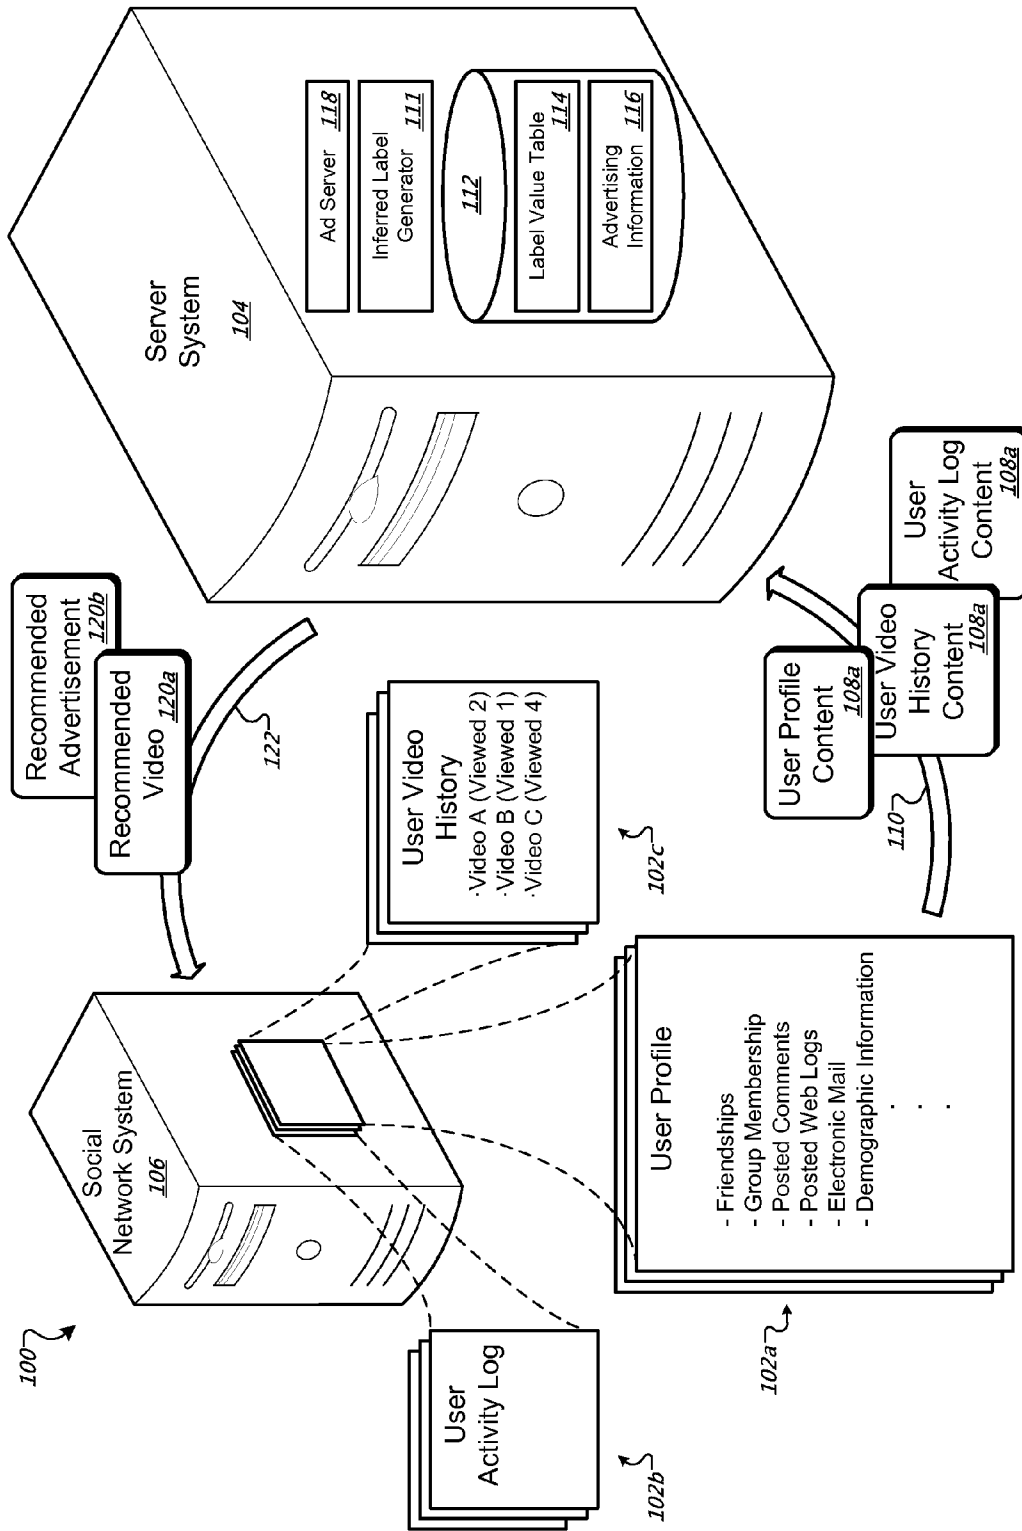 100
Social
Network System
106
Recommended
Advertisement
120b
Recommended
Video
120a
122
Server
System
104
Ad Server
118
Inferred Label
Generator
111
112
Label Value Table
114
Advertising
Information
116
User
Activity Log
102b
User Video
History
·Video A (Viewed 2)
·Video B (Viewed 1)
·Video C (Viewed 4)
102c
User Profile
- Friendships
- Group Membership
- Posted Comments
- Posted Web Logs
- Electronic Mail
- Demographic Information
.
.
.
102a
110
User Profile
Content
108a
User Video
History
Content
108a
User
Activity Log
Content
108a